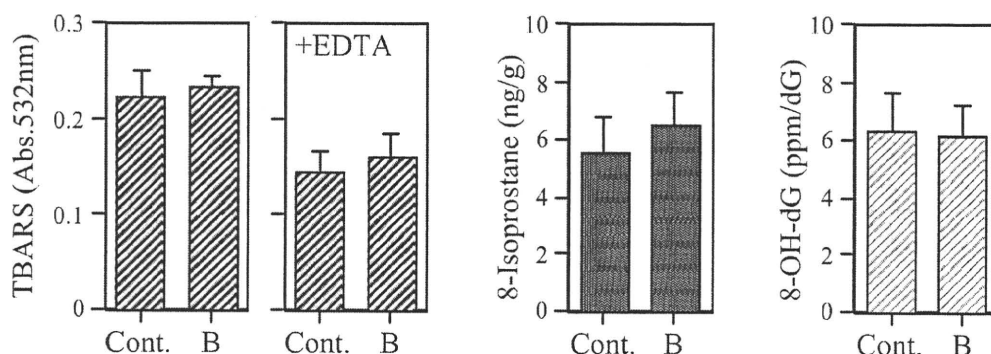 TBARS (Abs.532nm)
0.3
0.2
0.1
0
Cont. B
+EDTA
Cont. B
8-Isoprostane (ng/g)
10
8
6
4
2
0
Cont. B
8-OH-dG (ppm/dG)
10
8
6
4
2
0
Cont. B